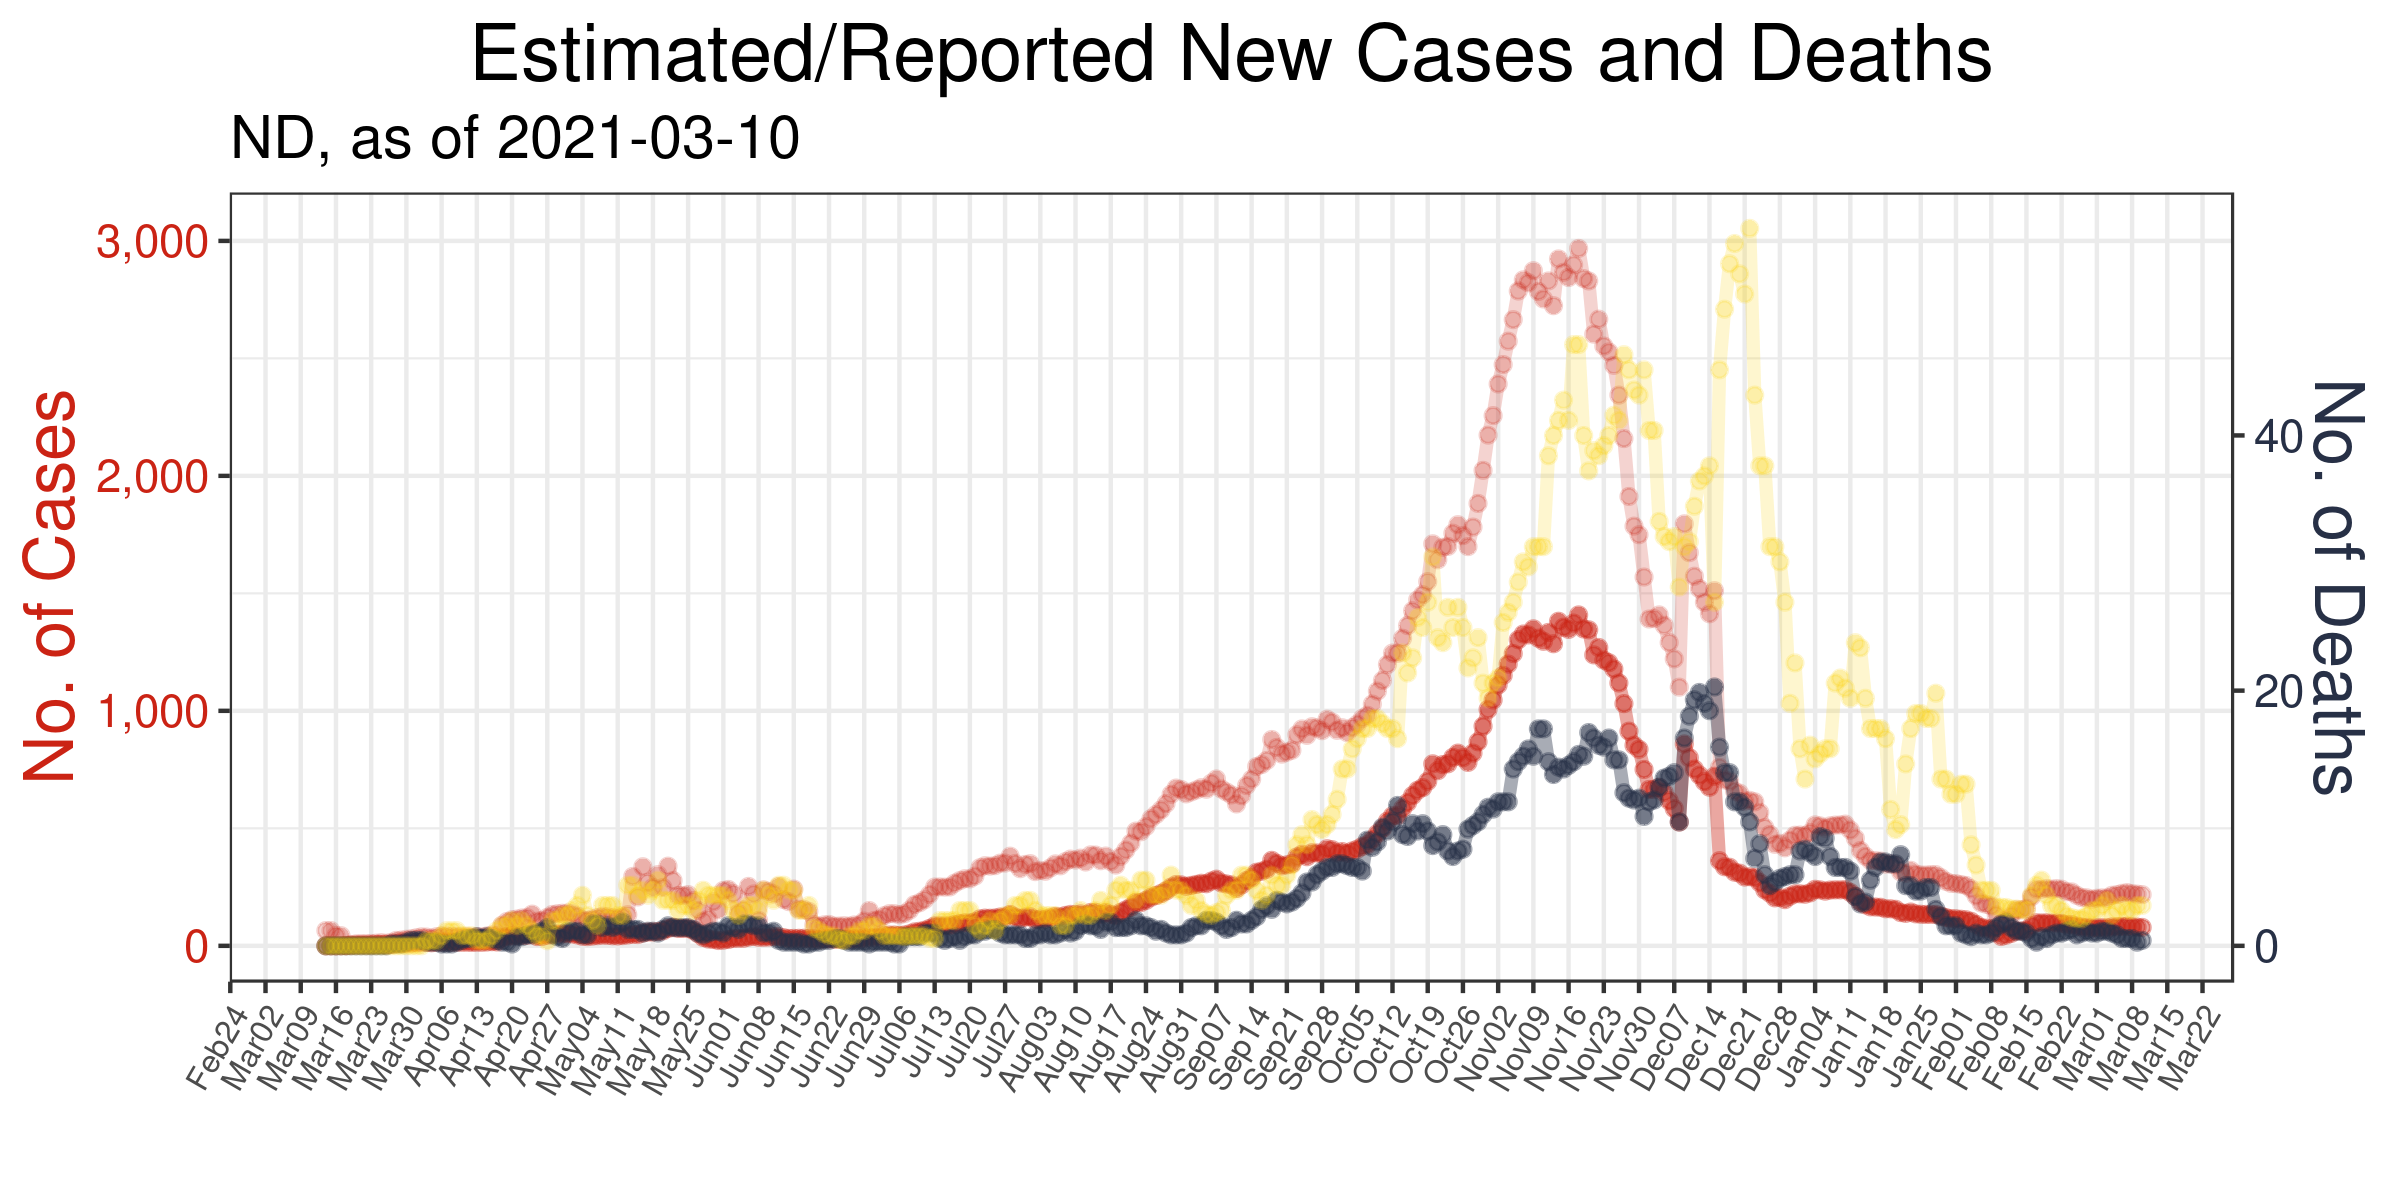 Estimated/Reported New Cases and Deaths
ND, as of 2021-03-10
No. of Cases
3,000
2,000
1,000
0
40
20
0
No. of Deaths
Feb24
Mar02
Mar09
Mar16
Mar23
Mar30
Apr06
Apr13
Apr20
Apr27
May04
May11
May18
May25
Jun01
Jun08
Jun15
Jun22
Jun29
Jul06
Jul13
Jul20
Jul27
Aug03
Aug10
Aug17
Aug24
Aug31
Sep07
Sep14
Sep21
Sep28
Oct05
Oct12
Oct19
Oct26
Nov02
Nov09
Nov16
Nov23
Nov30
Dec07
Dec14
Dec21
Dec28
Jan04
Jan11
Jan18
Jan25
Feb01
Feb08
Feb15
Feb22
Mar01
Mar08
Mar15
Mar22